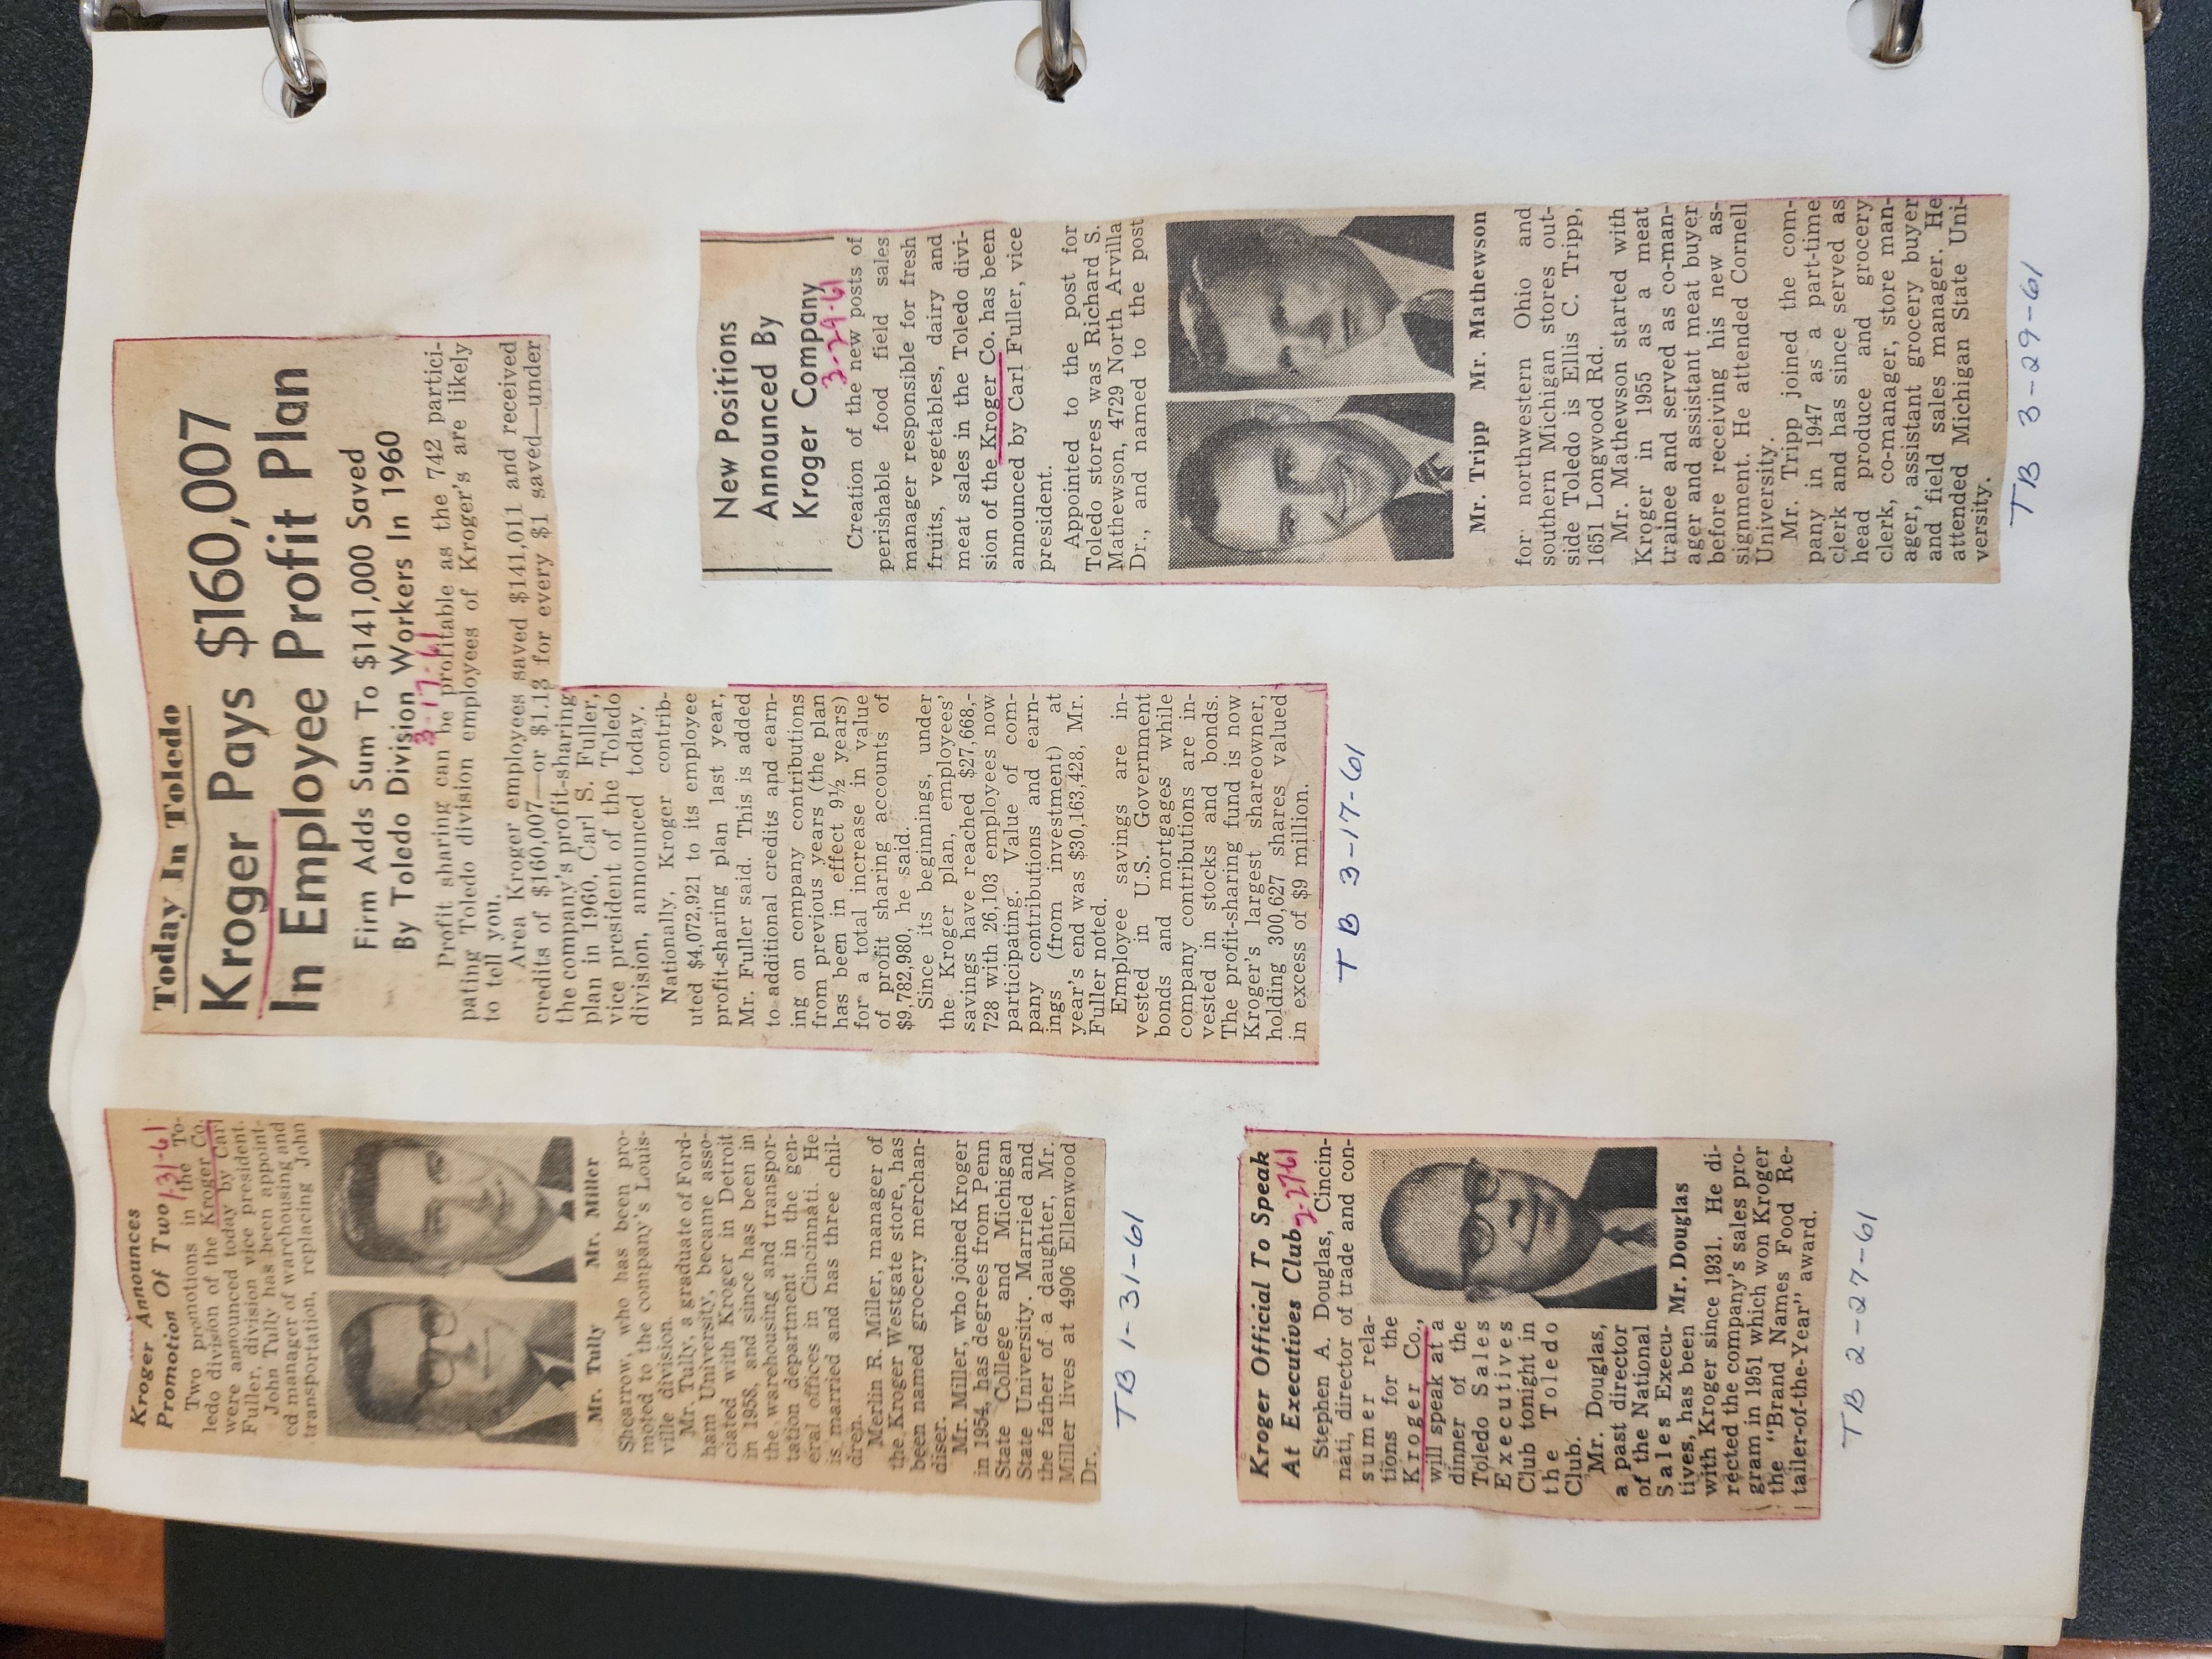 Kroger Announces
Promotion Of Two
1-31-61
Two promotions in the To-
ledo division of the Kroger Co.
were announced today by Carl
Fuller, division vice president.
John Tully has been appoint-
ed manager of warehousing and
transportation, replacing John
Mr. Tully Mr. Miller
Shearrow, who has been pro-
moted to the company's Louis-
ville division.
Mr. Tully, a graduate of Ford-
ham University, became asso-
ciated with Kroger in Detroit
in 1958, and since has been in
the warehousing and transpor-
tation department in the gen-
eral offices in Cincinnati. He
is married and has three chil-
dren.
Merlin R. Miller, manager of
the Kroger Westgate store, has
been named grocery merchan-
diser.
Mr. Miller, who joined Kroger
in 1954, has degrees from Penn
State College and Michigan
State University. Married and
the father of a daughter, Mr.
Miller lives at 4906 Ellenwood
Dr.
TB 1-31-61
Kroger Official To Speak
At Executives Club
2-27-61
Stephen A. Douglas, Cincin-
nati, director of trade and con-
sumer rela-
tions for the
Kroger Co.,
will speak at a
dinner of the
Toledo Sales
Executives
Club tonight in
the Toledo
Club.
Mr. Douglas,
a past director
of the National
Sales Execu-
tives, has been
Mr. Douglas
with Kroger since 1931. He di-
rected the company's sales pro-
gram in 1951 which won Kroger
the "Brand Names Food Re-
tailer-of-the-Year" award.
TB 2-27-61
Today In Toledo
Kroger Pays $160,007
In Employee Profit Plan
Firm Adds Sum To $141,000 Saved
By Toledo Division Workers In 1960
3-17-61
Profit sharing can be profitable as the 742 partici-
pating Toledo division employees of Kroger's are likely
to tell you.
Area Kroger employees saved $141,011 and received
credits of $160,007—or $1.13 for every $1 saved—under
the company's profit-sharing
plan in 1960, Carl S. Fuller,
vice president of the Toledo
division, announced today.
Nationally, Kroger contrib-
uted $4,072,921 to its employee
profit-sharing plan last year,
Mr. Fuller said. This is added
to additional credits and earn-
ing on company contributions
from previous years (the plan
has been in effect 9½ years)
for a total increase in value
of profit sharing accounts of
$9,782,980, he said.
Since its beginnings, under
the Kroger plan, employees'
savings have reached $27,668,-
728 with 26,103 employees now
participating. Value of com-
pany contributions and earn-
ings (from investment) at
year's end was $30,163,428, Mr.
Fuller noted.
Employee savings are in-
vested in U.S. Government
bonds and mortgages while
company contributions are in-
vested in stocks and bonds.
The profit-sharing fund is now
Kroger's largest shareowner,
holding 300,627 shares valued
in excess of $9 million.
TB 3-17-61
New Positions
Announced By
Kroger Company
3-29-61
Creation of the new posts of
perishable food field sales
manager responsible for fresh
fruits, vegetables, dairy and
meat sales in the Toledo divi-
sion of the Kroger Co. has been
announced by Carl Fuller, vice
president.
Appointed to the post for
Toledo stores was Richard S.
Mathewson, 4729 North Arvilla
Dr., and named to the post
Mr. Tripp Mr. Mathewson
for northwestern Ohio and
southern Michigan stores out-
side Toledo is Ellis C. Tripp,
1651 Longwood Rd.
Mr. Mathewson started with
Kroger in 1955 as a meat
trainee and served as co-man-
ager and assistant meat buyer
before receiving his new as-
signment. He attended Cornell
University.
Mr. Tripp joined the com-
pany in 1947 as a part-time
clerk and has since served as
head produce and grocery
clerk, co-manager, store man-
ager, assistant grocery buyer
and field sales manager. He
attended Michigan State Uni-
versity.
TB 3-29-61